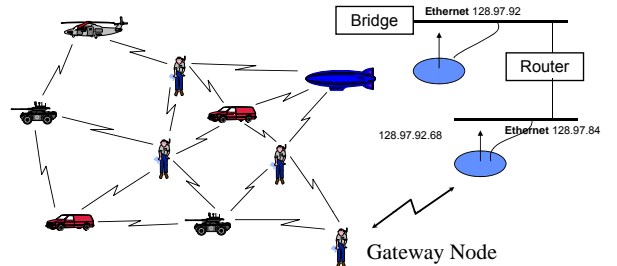 Ethernet 128.97.92
Bridge
Router
128.97.92.68
Ethernet 128.97.84
Gateway Node